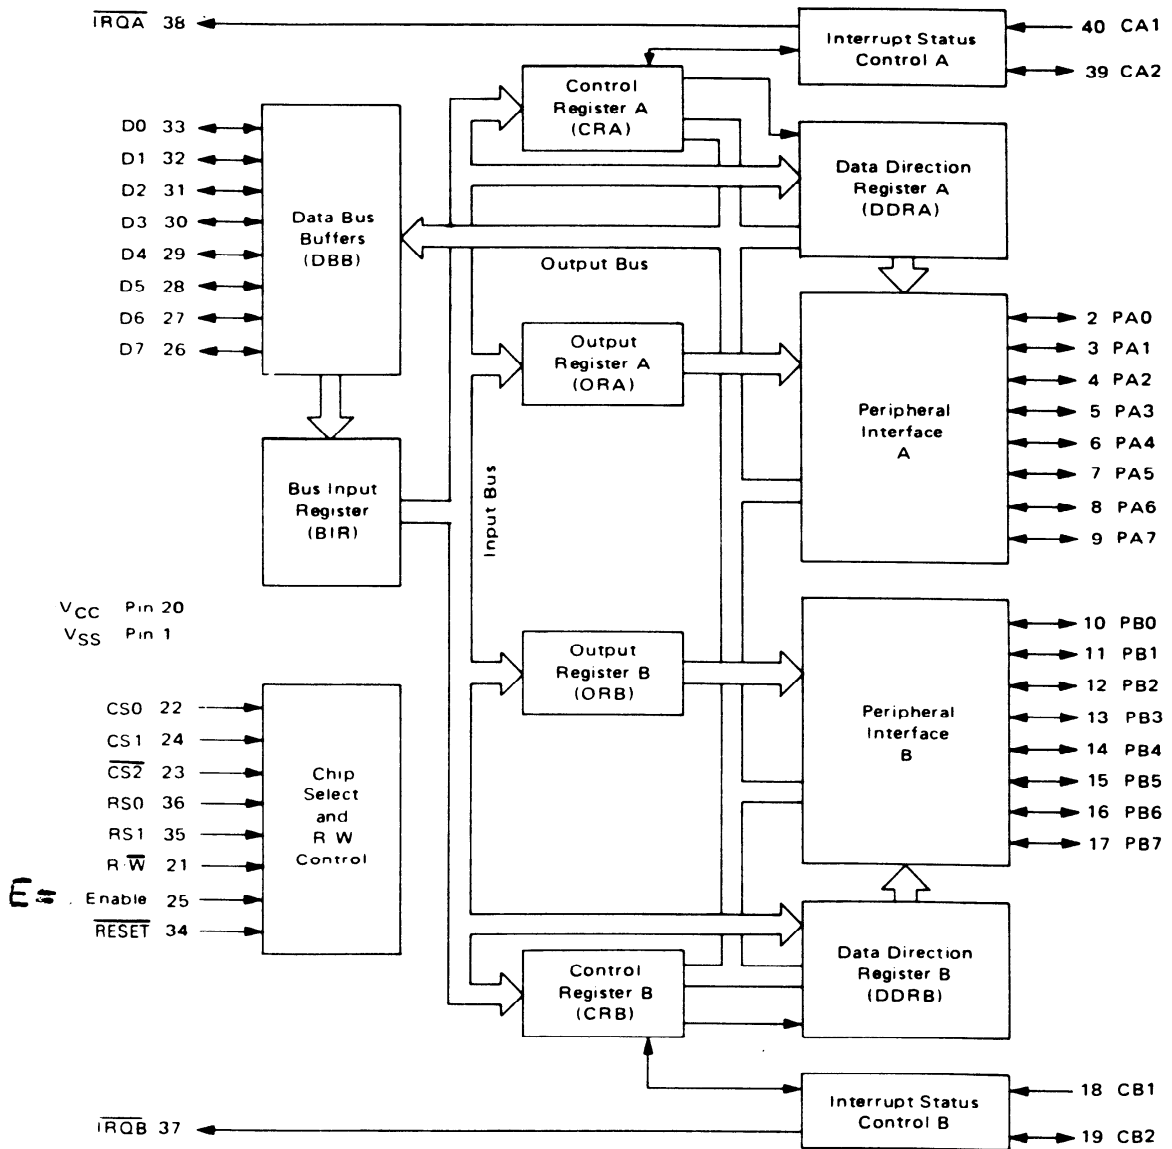 IRQA 38
40 CA1
Interrupt Status
Control A
39 CA2
Control
Register A
(CRA)
D0 33
D1 32
D2 31
D3 30
D4 29
D5 28
D6 27
D7 26
Data Bus
Buffers
(DBB)
Data Direction
Register A
(DDRA)
Output Bus
Output
Register A
(ORA)
2 PA0
3 PA1
4 PA2
5 PA3
6 PA4
7 PA5
8 PA6
9 PA7
Peripheral
Interface
A
Bus Input
Register
(BIR)
Input Bus
VCC Pin 20
VSS Pin 1
Output
Register B
(ORB)
10 PB0
11 PB1
12 PB2
13 PB3
14 PB4
15 PB5
16 PB6
17 PB7
Peripheral
Interface
B
CS0 22
CS1 24
CS2 23
RS0 36
RS1 35
R W 21
E= Enable 25
RESET 34
Chip
Select
and
R W
Control
Control
Register B
(CRB)
Data Direction
Register B
(DDRB)
18 CB1
Interrupt Status
Control B
19 CB2
IRQB 37